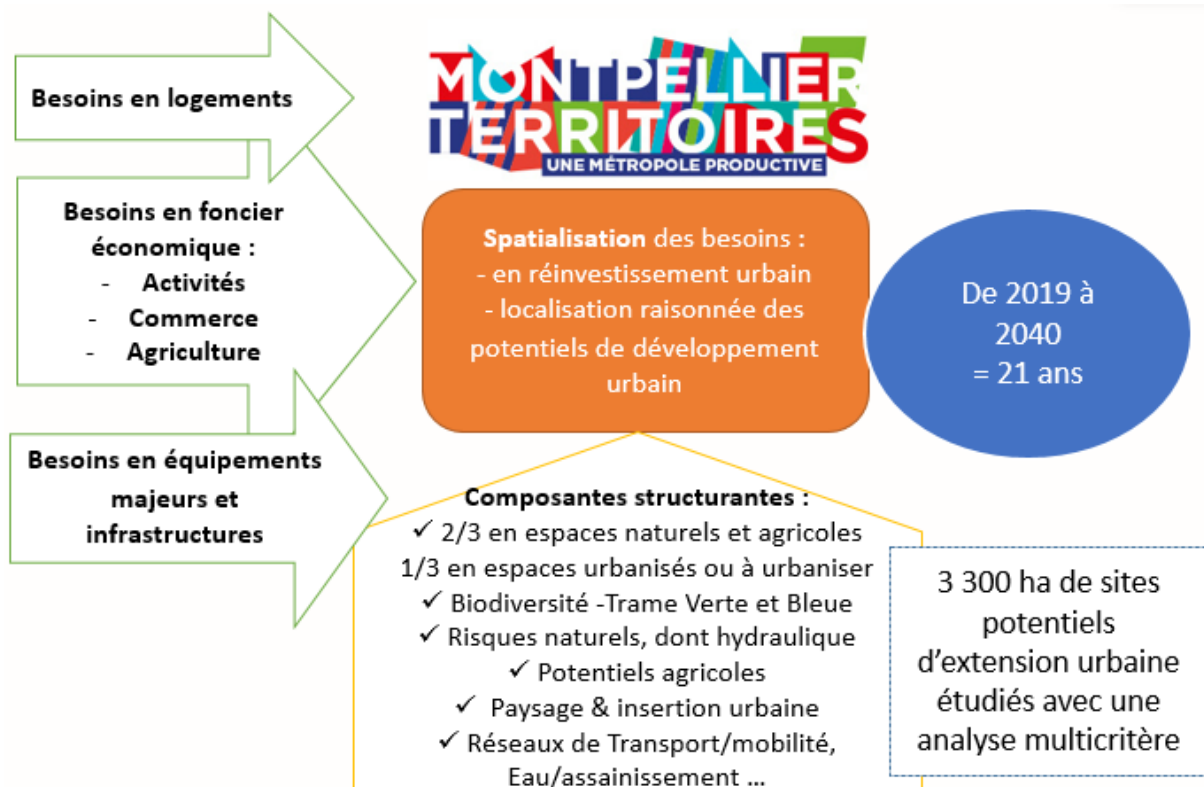 Besoins en logements
Besoins en foncier
économique :
- Activités
- Commerce
- Agriculture
Besoins en équipements
majeurs et
infrastructures
MONTPELLIER
TERRITOIRES
UNE MÉTROPOLE PRODUCTIVE
Spatialisation des besoins :
- en réinvestissement urbain
- localisation raisonnée des
potentiels de développement
urbain
De 2019 à
2040
= 21 ans
Composantes structurantes :
✓ 2/3 en espaces naturels et agricoles
1/3 en espaces urbanisés ou à urbaniser
✓ Biodiversité -Trame Verte et Bleue
✓ Risques naturels, dont hydraulique
✓ Potentiels agricoles
✓ Paysage & insertion urbaine
✓ Réseaux de Transport/mobilité,
Eau/assainissement ...
3 300 ha de sites
potentiels
d’extension urbaine
étudiés avec une
analyse multicritère